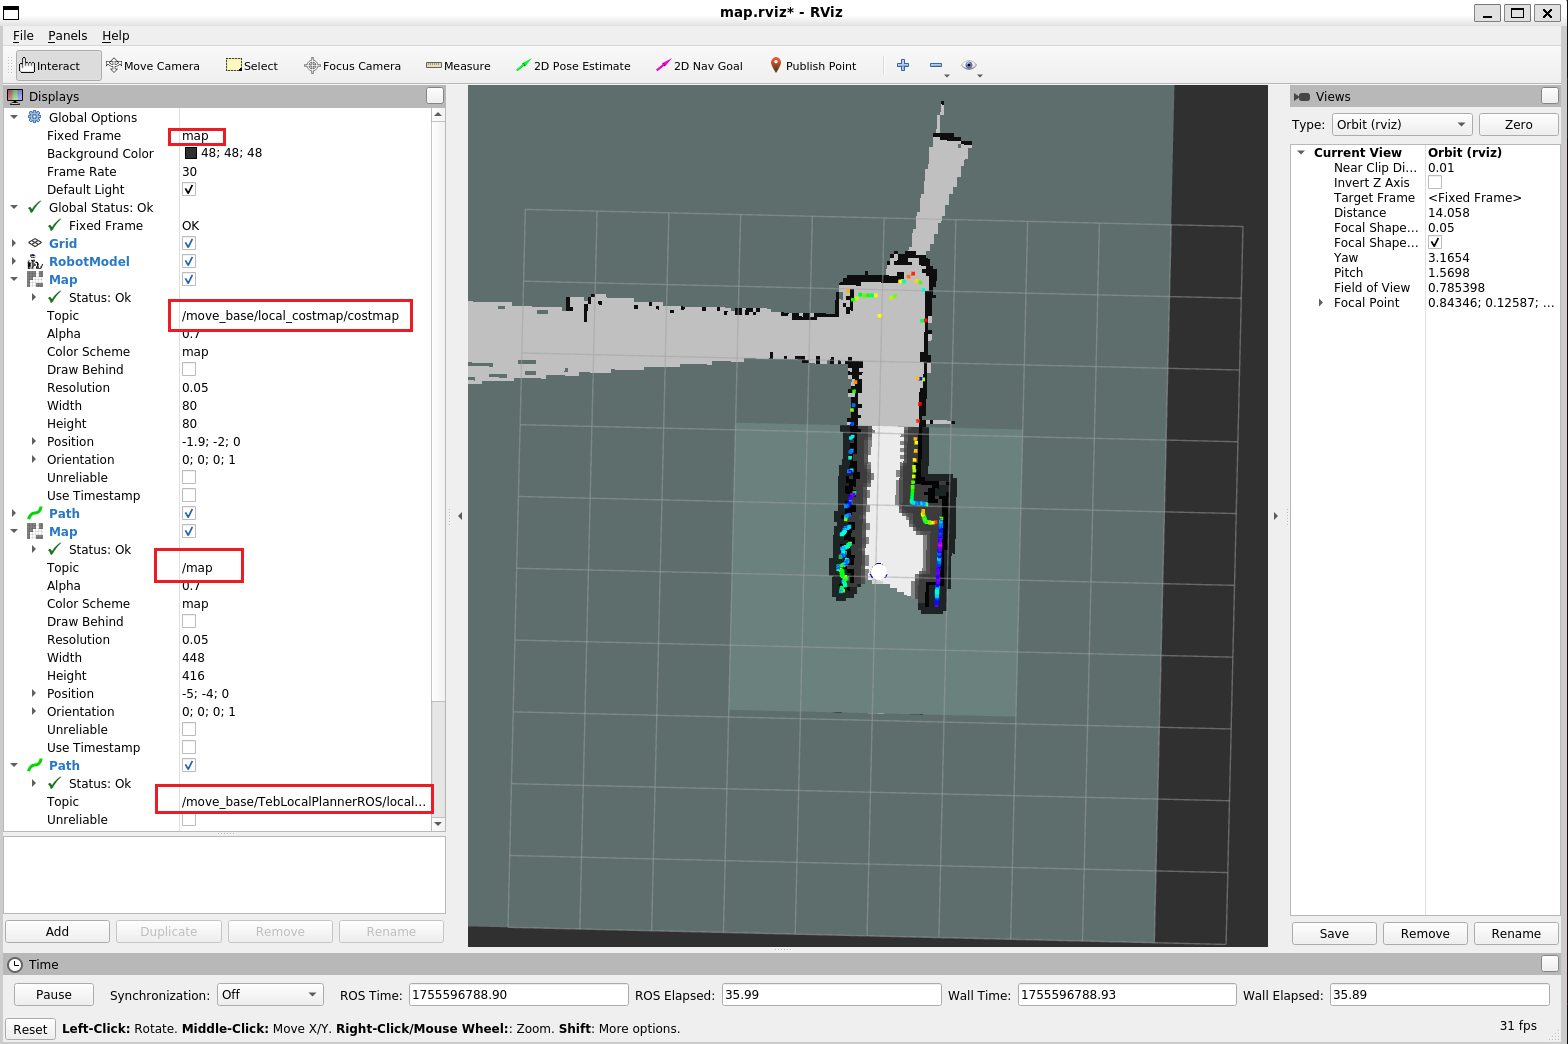 map.rviz* - RViz
File Panels Help
Interact Move Camera Select Focus Camera Measure 2D Pose Estimate 2D Nav Goal Publish Point
Displays
Global Options
Fixed Frame map
Background Color 48; 48; 48
Frame Rate 30
Default Light
Global Status: Ok
Fixed Frame OK
Grid
RobotModel
Map
Status: Ok
Topic /move_base/local_costmap/costmap
Alpha 0.7
Color Scheme map
Draw Behind
Resolution 0.05
Width 80
Height 80
Position -1.9; -2; 0
Orientation 0; 0; 0; 1
Unreliable
Use Timestamp
Path
Map
Status: Ok
Topic /map
Alpha 0.7
Color Scheme map
Draw Behind
Resolution 0.05
Width 448
Height 416
Position -5; -4; 0
Orientation 0; 0; 0; 1
Unreliable
Use Timestamp
Path
Status: Ok
Topic /move_base/TebLocalPlannerROS/local...
Unreliable
Add Duplicate Remove Rename
Views
Type: Orbit (rviz) Zero
Current View Orbit (rviz)
Near Clip Di... 0.01
Invert Z Axis
Target Frame <Fixed Frame>
Distance 14.058
Focal Shape... 0.05
Focal Shape...
Yaw 3.1654
Pitch 1.5698
Field of View 0.785398
Focal Point 0.84346; 0.12587; ...
Save Remove Rename
Time
Pause Synchronization: Off ROS Time: 1755596788.90 ROS Elapsed: 35.99 Wall Time: 1755596788.93 Wall Elapsed: 35.89
Reset Left-Click: Rotate. Middle-Click: Move X/Y. Right-Click/Mouse Wheel:: Zoom. Shift: More options. 31 fps